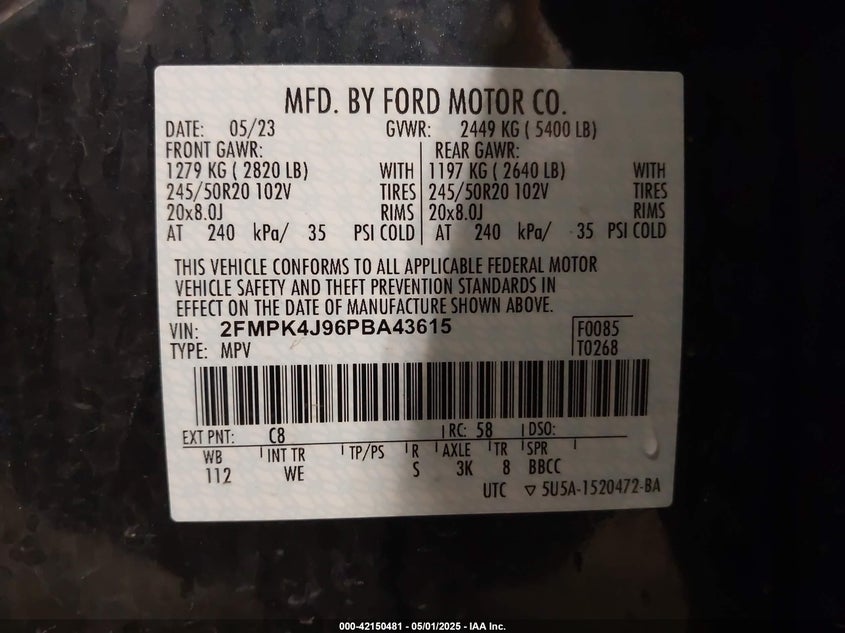 MFD. BY FORD MOTOR CO.
DATE: 05/23 GVWR: 2449 KG ( 5400 LB)
FRONT GAWR: REAR GAWR:
1279 KG ( 2820 LB) WITH 1197 KG ( 2640 LB) WITH
245/50R20 102V TIRES 245/50R20 102V TIRES
20x8.0J RIMS 20x8.0J RIMS
AT 240 kPa/ 35 PSI COLD AT 240 kPa/ 35 PSI COLD
THIS VEHICLE CONFORMS TO ALL APPLICABLE FEDERAL MOTOR
VEHICLE SAFETY AND THEFT PREVENTION STANDARDS IN
EFFECT ON THE DATE OF MANUFACTURE SHOWN ABOVE.
VIN: 2FMPK4J96PBA43615 F0085
TYPE: MPV T0268
EXT PNT: C8 RC: 58 DSO:
WB INT TR TP/PS R AXLE TR SPR
112 WE S 3K 8 BBCC
UTC ▽ 5U5A-1520472-BA
000-42150481 - 05/01/2025 - IAA Inc.